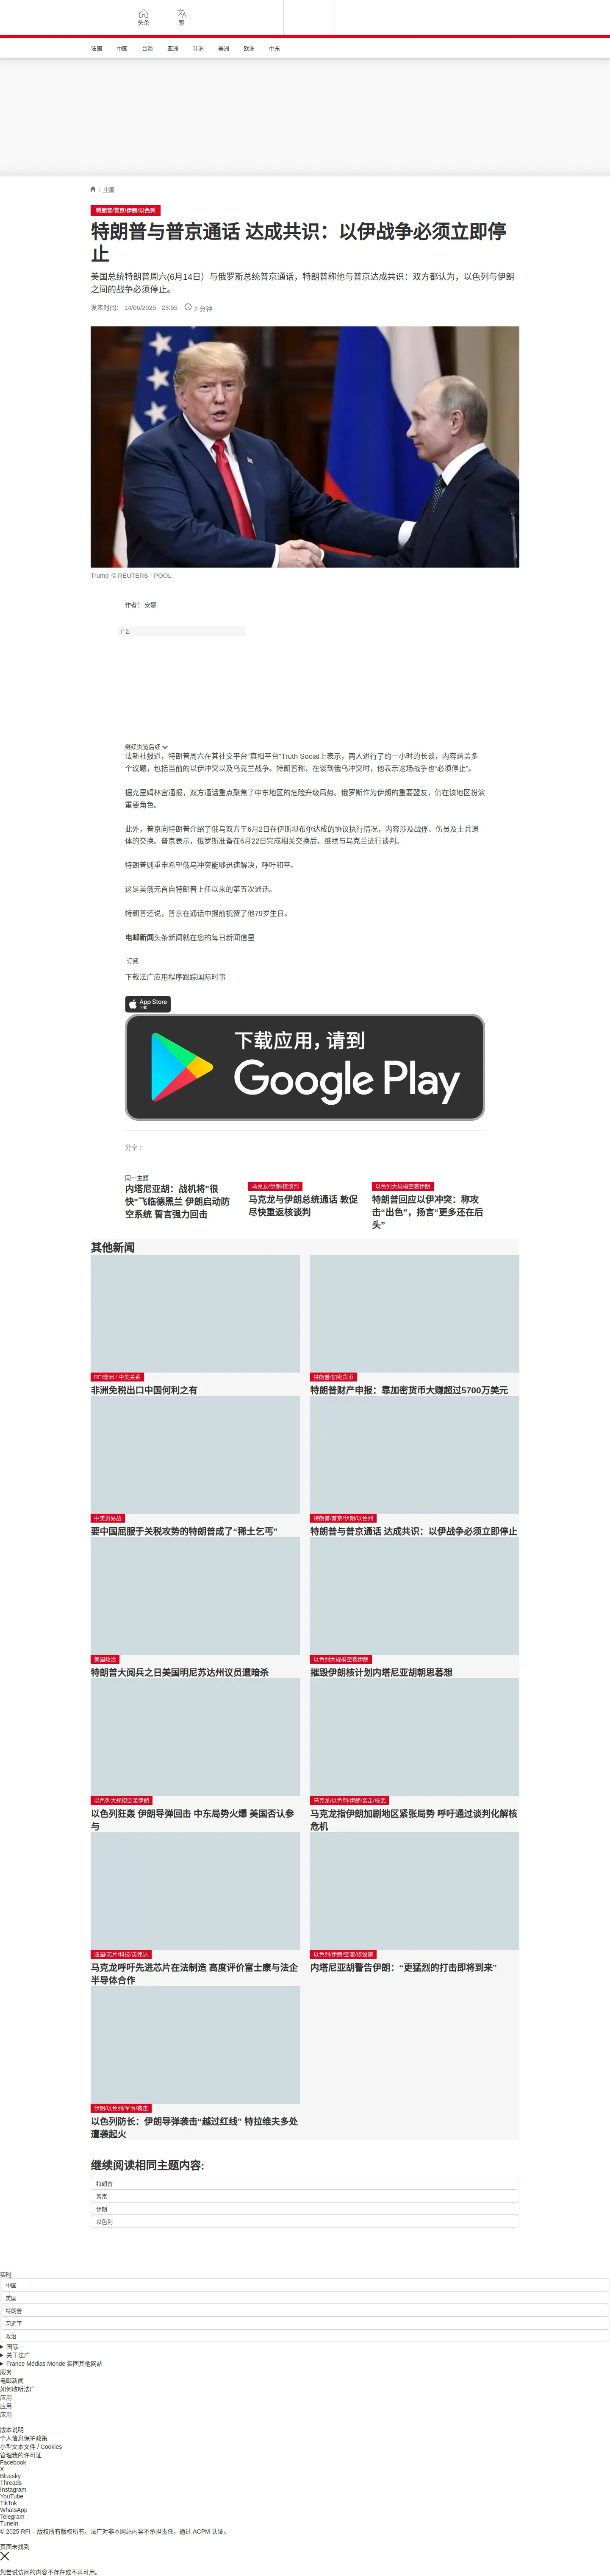 头条
繁
法国
中国
台海
亚洲
非洲
美洲
欧洲
中东
/ 中国
特朗普/普京/伊朗/以色列
特朗普与普京通话 达成共识：以伊战争必须立即停
止
美国总统特朗普周六(6月14日）与俄罗斯总统普京通话，特朗普称他与普京达成共识：双方都认为，以色列与伊朗
之间的战争必须停止。
发表时间： 14/06/2025 - 23:55 2 分钟
Trump © REUTERS - POOL
作者： 安娜
广告
继续浏览后续
法新社报道，特朗普周六在其社交平台"真相平台"Truth Social上表示，两人进行了约一小时的长谈，内容涵盖多
个议题，包括当前的以伊冲突以及乌克兰战争。特朗普称，在谈到俄乌冲突时，他表示这场战争也“必须停止”。
据克里姆林宫通报，双方通话重点聚焦了中东地区的危险升级局势。俄罗斯作为伊朗的重要盟友，仍在该地区扮演
重要角色。
此外，普京向特朗普介绍了俄乌双方于6月2日在伊斯坦布尔达成的协议执行情况，内容涉及战俘、伤员及士兵遗
体的交换。普京表示，俄罗斯准备在6月22日完成相关交换后，继续与乌克兰进行谈判。
特朗普则重申希望俄乌冲突能够迅速解决，呼吁和平。
这是美俄元首自特朗普上任以来的第五次通话。
特朗普还说，普京在通话中提前祝贺了他79岁生日。
电邮新闻头条新闻就在您的每日新闻信里
订阅
下载法广应用程序跟踪国际时事
App Store
下载
下载应用，请到
Google Play
分享 :
同一主题
内塔尼亚胡：战机将"很
快"飞临德黑兰 伊朗启动防
空系统 誓言强力回击
马克龙/伊朗/核谈判
马克龙与伊朗总统通话 敦促
尽快重返核谈判
以色列大规模空袭伊朗
特朗普回应以伊冲突：称攻
击“出色”，扬言“更多还在后
头”
其他新闻
RFI非洲 / 中美关系
非洲免税出口中国何利之有
特朗普/加密货币
特朗普财产申报：靠加密货币大赚超过5700万美元
中美贸易战
要中国屈服于关税攻势的特朗普成了“稀土乞丐”
特朗普/普京/伊朗/以色列
特朗普与普京通话 达成共识：以伊战争必须立即停止
美国政治
特朗普大阅兵之日美国明尼苏达州议员遭暗杀
以色列大规模空袭伊朗
摧毁伊朗核计划内塔尼亚胡朝思暮想
以色列大规模空袭伊朗
以色列狂轰 伊朗导弹回击 中东局势火爆 美国否认参
与
马克龙/以色列/伊朗/袭击/核武
马克龙指伊朗加剧地区紧张局势 呼吁通过谈判化解核
危机
法国/芯片/科技/英伟达
马克龙呼吁先进芯片在法制造 高度评价富士康与法企
半导体合作
以色列/伊朗/空袭/核设施
内塔尼亚胡警告伊朗：“更猛烈的打击即将到来”
伊朗/以色列/军事/袭击
以色列防长：伊朗导弹袭击“越过红线” 特拉维夫多处
遭袭起火
继续阅读相同主题内容:
特朗普
普京
伊朗
以色列
实时
中国
美国
特朗普
习近平
政治
国际
关于法广
France Médias Monde 集团其他网站
服务
电邮新闻
如何收听法广
应用
应用
应用
版本说明
个人信息保护政策
小型文本文件 / Cookies
管理我的许可证
Facebook
X
Bluesky
Threads
Instagram
YouTube
TikTok
WhatsApp
Telegram
TuneIn
© 2025 RFI – 版权所有版权所有。法广对非本网站内容不承担责任。通过 ACPM 认证。
页面未找到
您尝试访问的内容不存在或不再可用。